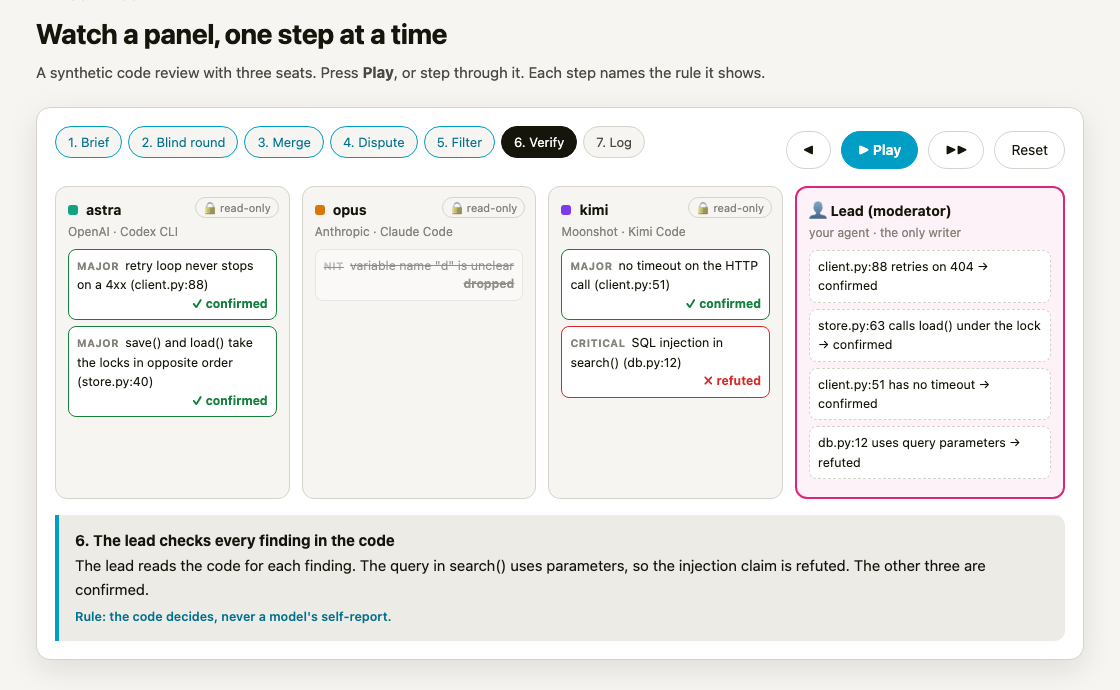 Watch a panel, one step at a time
A synthetic code review with three seats. Press Play, or step through it. Each step names the rule it shows.
1. Brief
2. Blind round
3. Merge
4. Dispute
5. Filter
6. Verify
7. Log
◀
▶ Play
▶▶
Reset
astra
🔒 read-only
OpenAI · Codex CLI
MAJOR retry loop never stops
on a 4xx (client.py:88)
✓ confirmed
MAJOR save() and load() take
the locks in opposite order
(store.py:40)
✓ confirmed
opus
🔒 read-only
Anthropic · Claude Code
NIT variable name "d" is unclear
dropped
kimi
🔒 read-only
Moonshot · Kimi Code
MAJOR no timeout on the HTTP
call (client.py:51)
✓ confirmed
CRITICAL SQL injection in
search() (db.py:12)
✕ refuted
👤 Lead (moderator)
your agent · the only writer
client.py:88 retries on 404 →
confirmed
store.py:63 calls load() under the lock
→ confirmed
client.py:51 has no timeout →
confirmed
db.py:12 uses query parameters →
refuted
6. The lead checks every finding in the code
The lead reads the code for each finding. The query in search() uses parameters, so the injection claim is refuted. The other three are
confirmed.
Rule: the code decides, never a model's self-report.